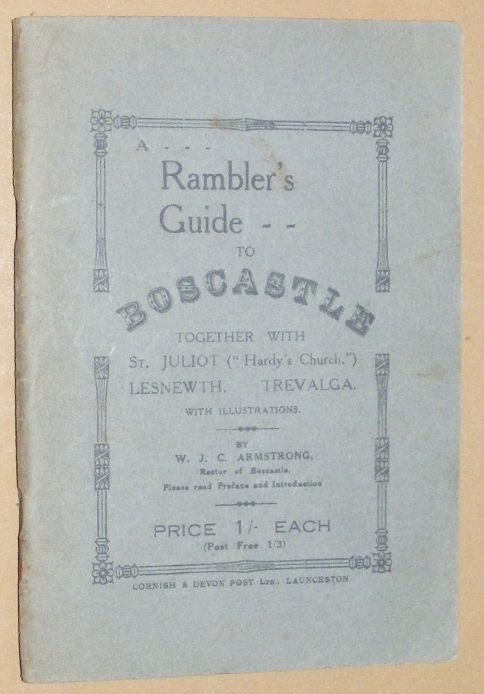 A - - -
Rambler's
Guide - -
TO
BOSCASTLE
TOGETHER WITH
ST. JULIOT ("Hardy's Church.")
LESNEWTH. TREVALGA.
WITH ILLUSTRATIONS.
BY
W. J. C. ARMSTRONG,
Rector of Boscastle.
Please read Preface and Introduction
PRICE 1/- EACH
(Post Free 1/3)
CORNISH & DEVON POST LTD., LAUNCESTON